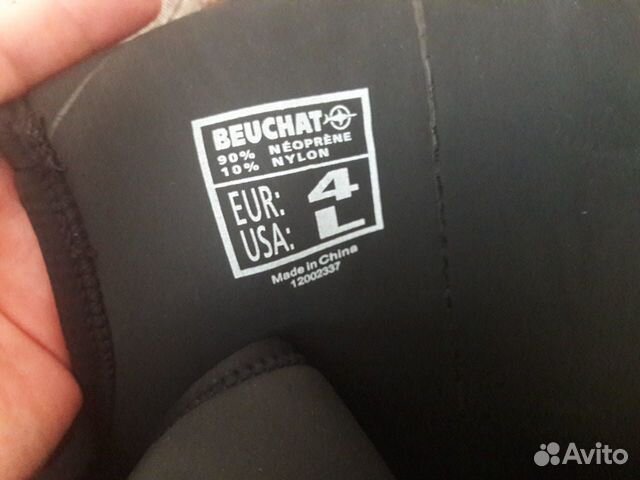 BEUCHAT
90% NÉOPRÈNE
10% NYLON
EUR: 4
USA: L
Made in China
12002337
Avito